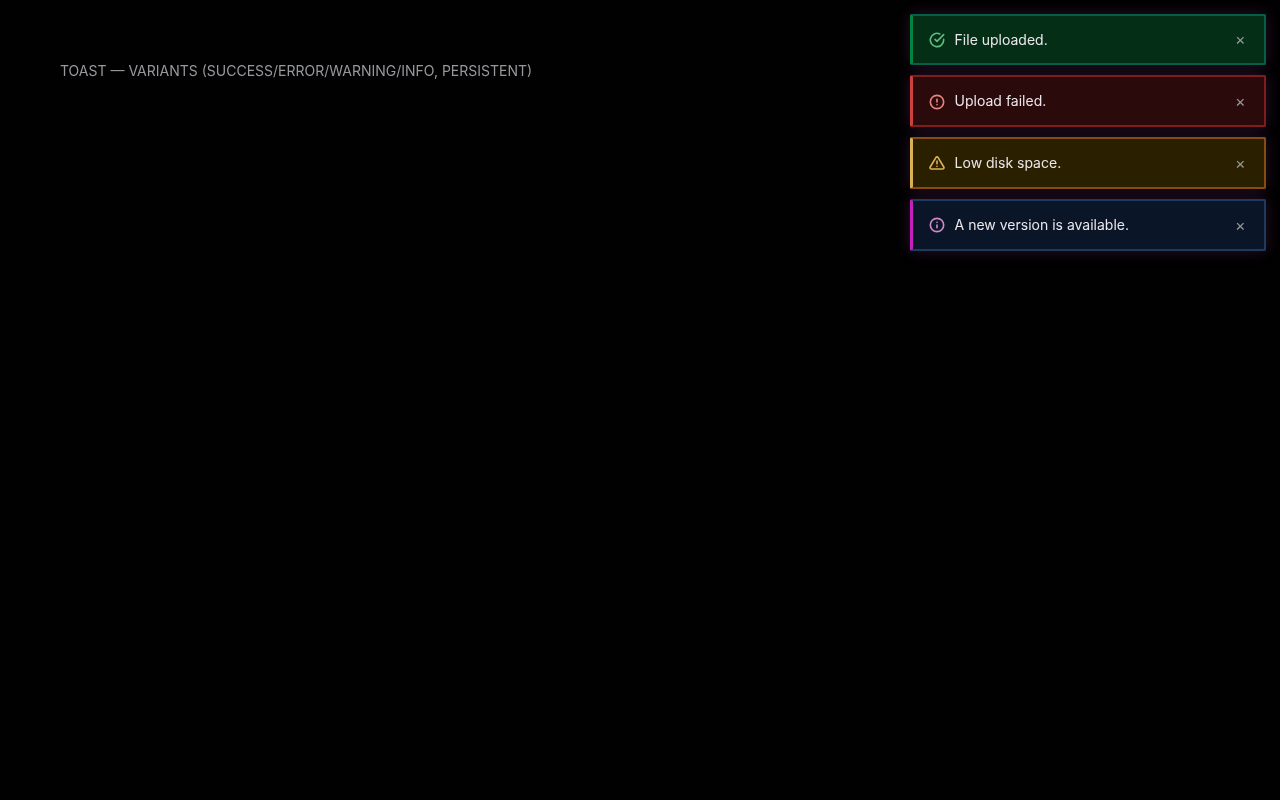 TOAST — VARIANTS (SUCCESS/ERROR/WARNING/INFO, PERSISTENT)
File uploaded.
Upload failed.
Low disk space.
A new version is available.